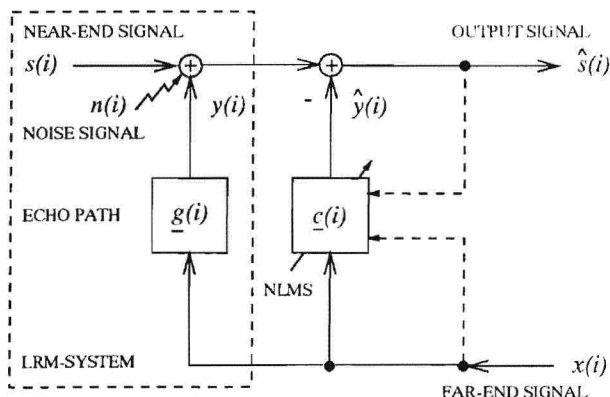 NEAR-END SIGNAL
OUTPUT SIGNAL
s(i)
ŝ(i)
n(i)
y(i)
-
ŷ(i)
NOISE SIGNAL
ECHO PATH
g(i)
c(i)
NLMS
LRM-SYSTEM
x(i)
FAR-END SIGNAL